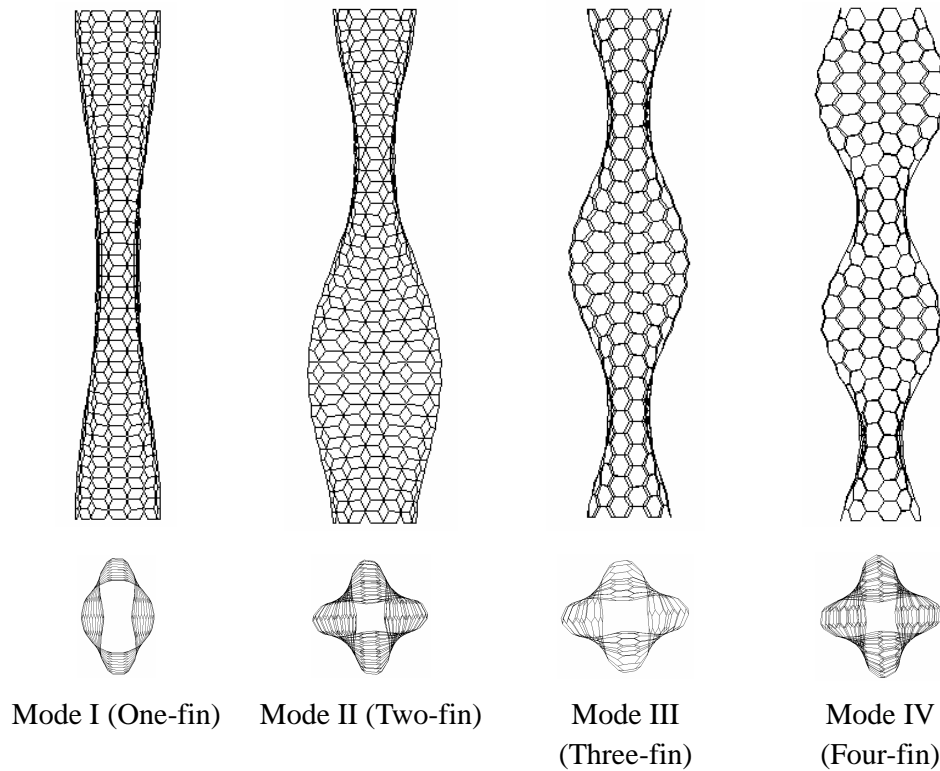 Mode I (One-fin)
Mode II (Two-fin)
Mode III
(Three-fin)
Mode IV
(Four-fin)